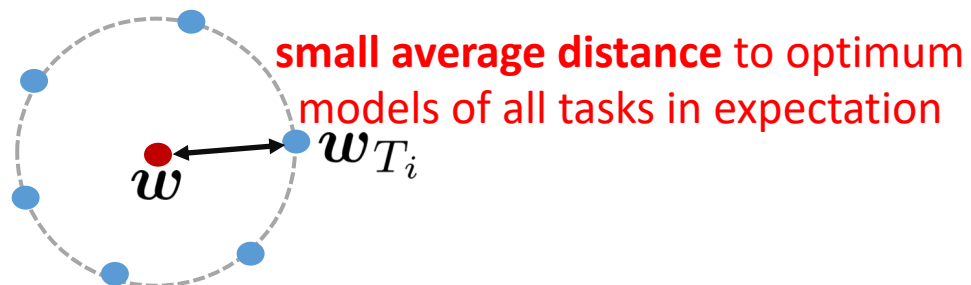 small average distance to optimum
models of all tasks in expectation
w w_{T_i}